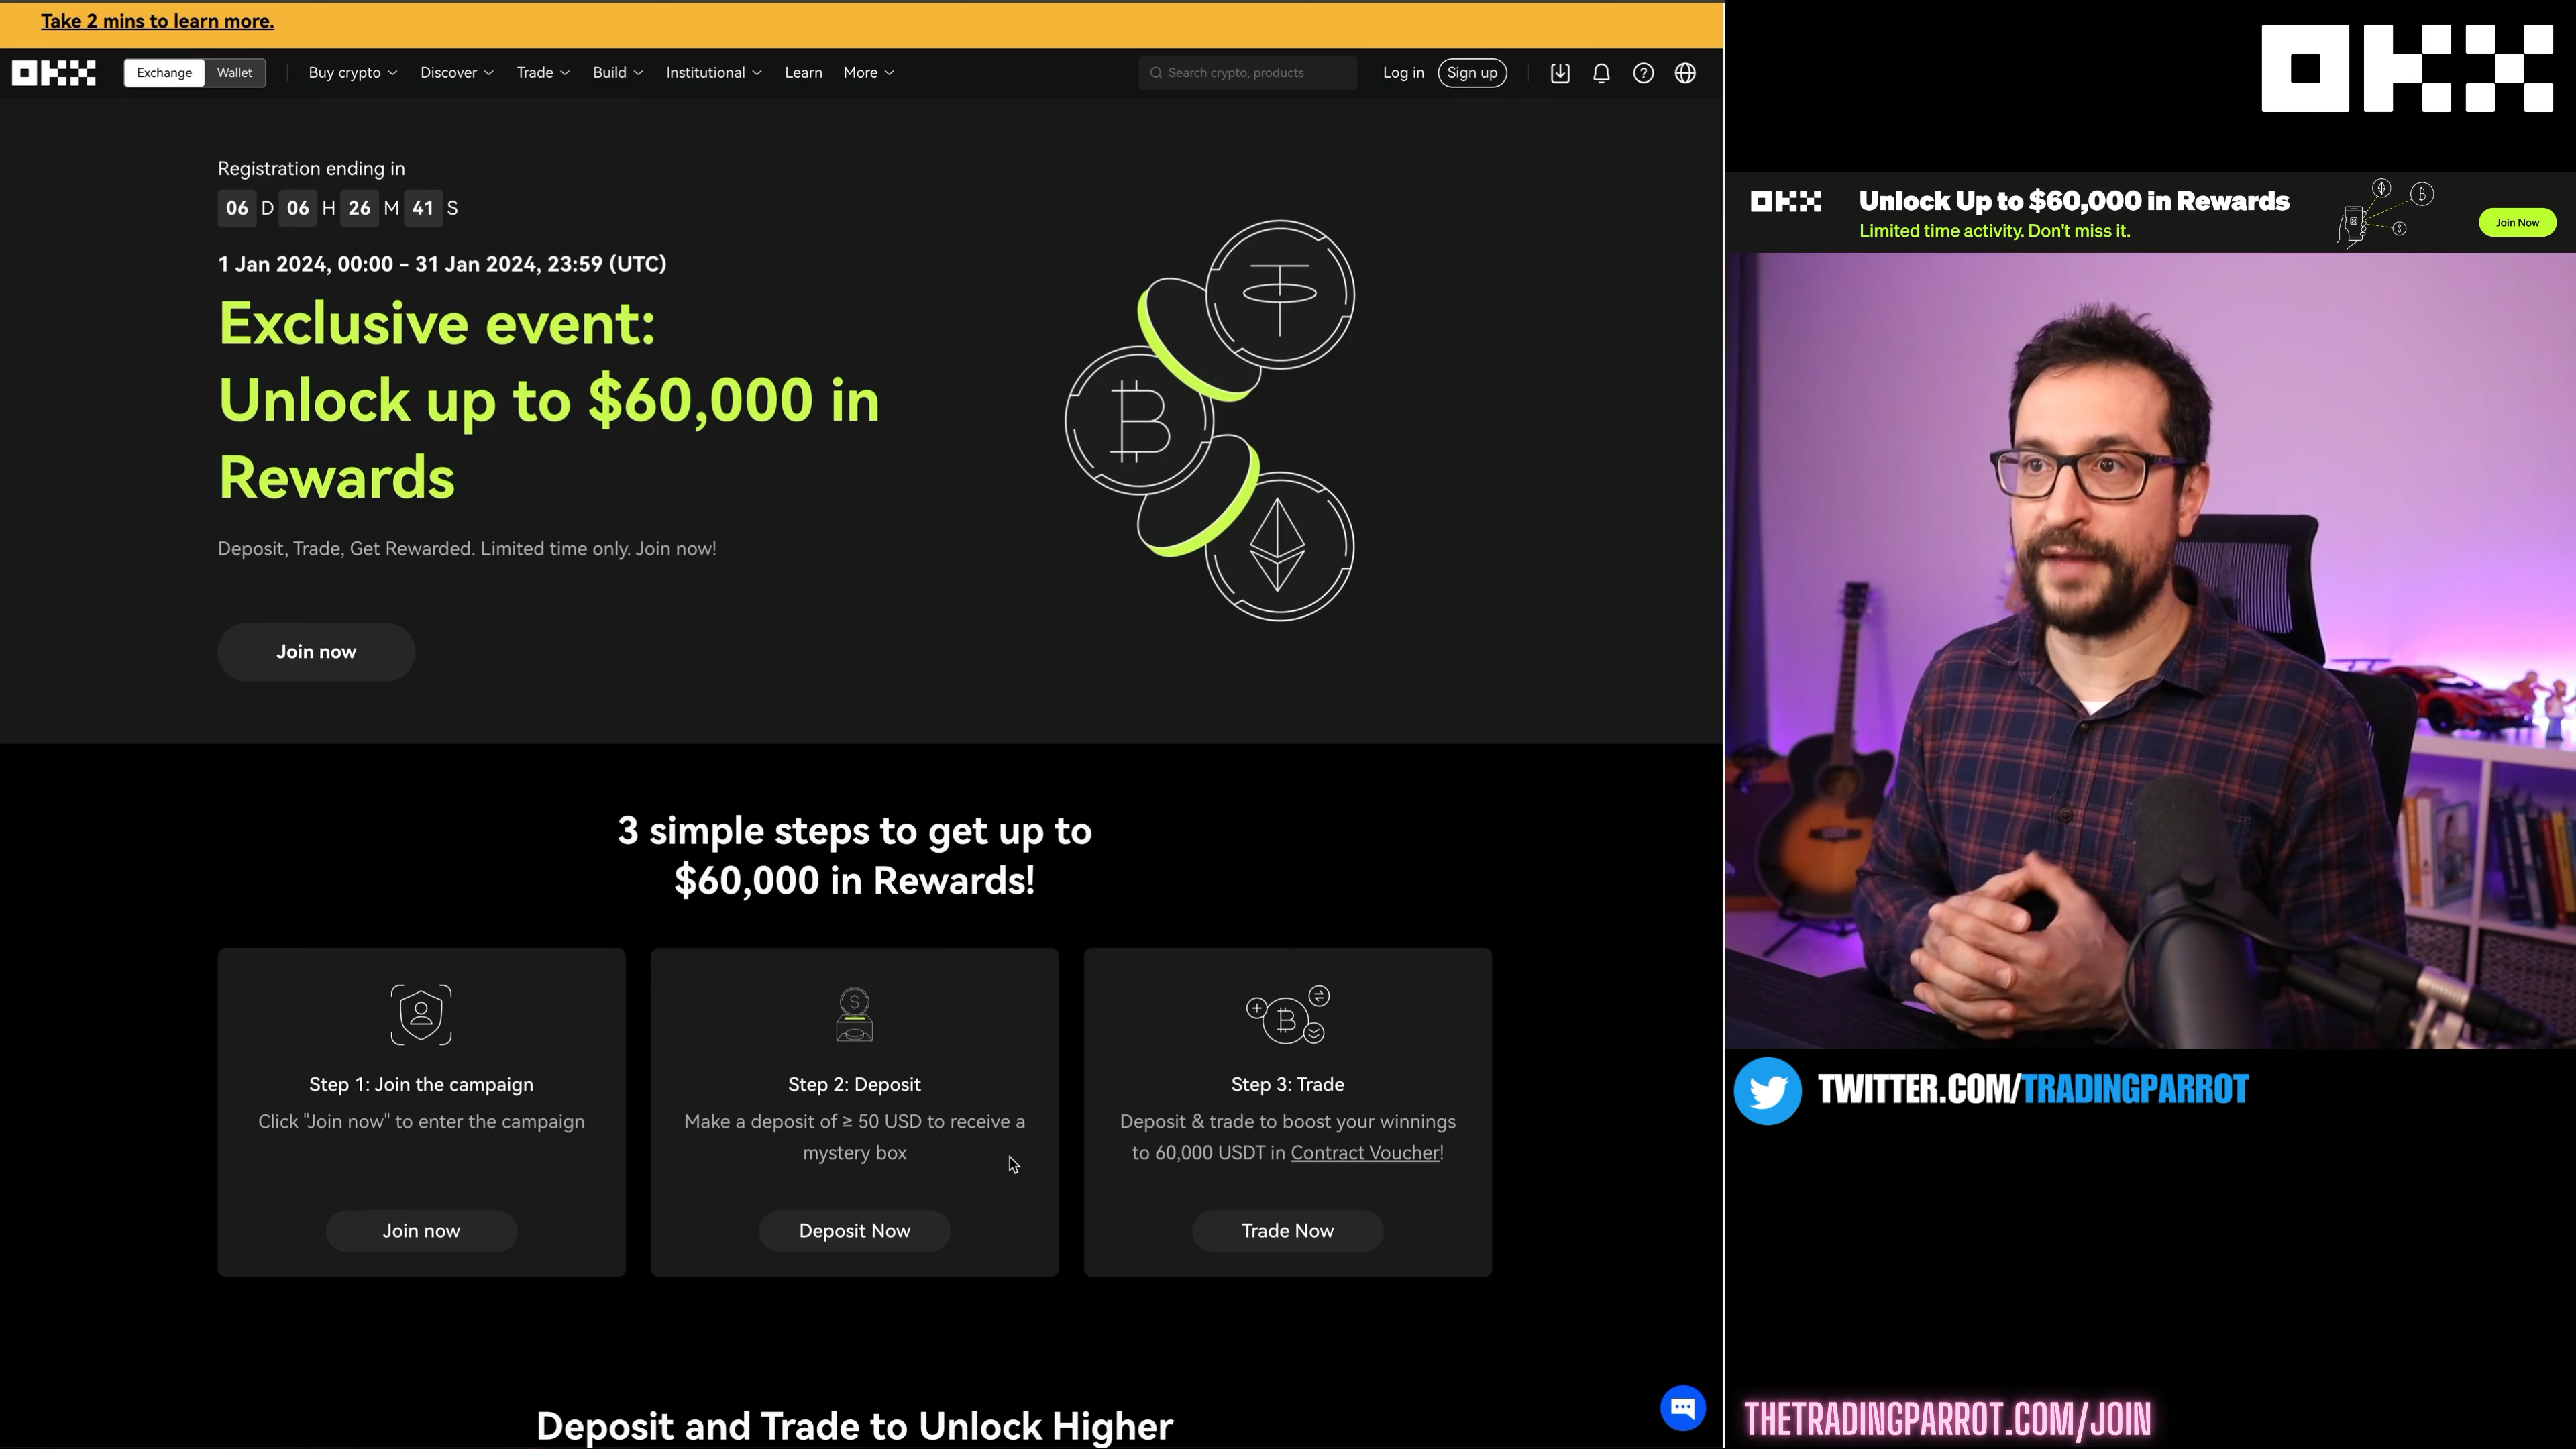 Take 2 mins to learn more.
OKX
Exchange Wallet Buy crypto Discover Trade Build Institutional Learn More Search crypto, products Log in Sign up
Registration ending in
06 D 06 H 26 M 41 S
1 Jan 2024, 00:00 - 31 Jan 2024, 23:59 (UTC)
Exclusive event:
Unlock up to $60,000 in
Rewards
Deposit, Trade, Get Rewarded. Limited time only. Join now!
Join now
3 simple steps to get up to
$60,000 in Rewards!
Step 1: Join the campaign
Click "Join now" to enter the campaign
Join now
Step 2: Deposit
Make a deposit of ≥ 50 USD to receive a
mystery box
Deposit Now
Step 3: Trade
Deposit & trade to boost your winnings
to 60,000 USDT in Contract Voucher!
Trade Now
Deposit and Trade to Unlock Higher
OKX
OKX
Unlock Up to $60,000 in Rewards
Limited time activity. Don't miss it.
Join Now
TWITTER.COM/TRADINGPARROT
THETRADINGPARROT.COM/JOIN